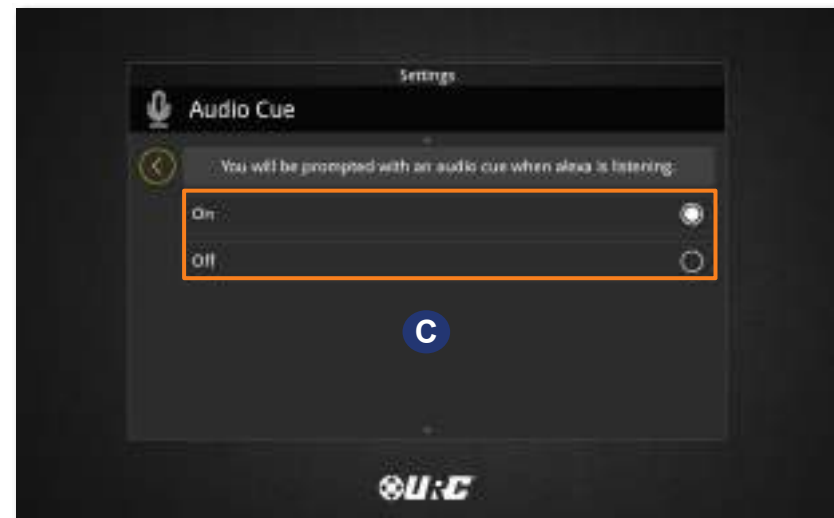 Settings
Audio Cue
You will be prompted with an audio cue when alexa is listening.
On
Off
C
URC